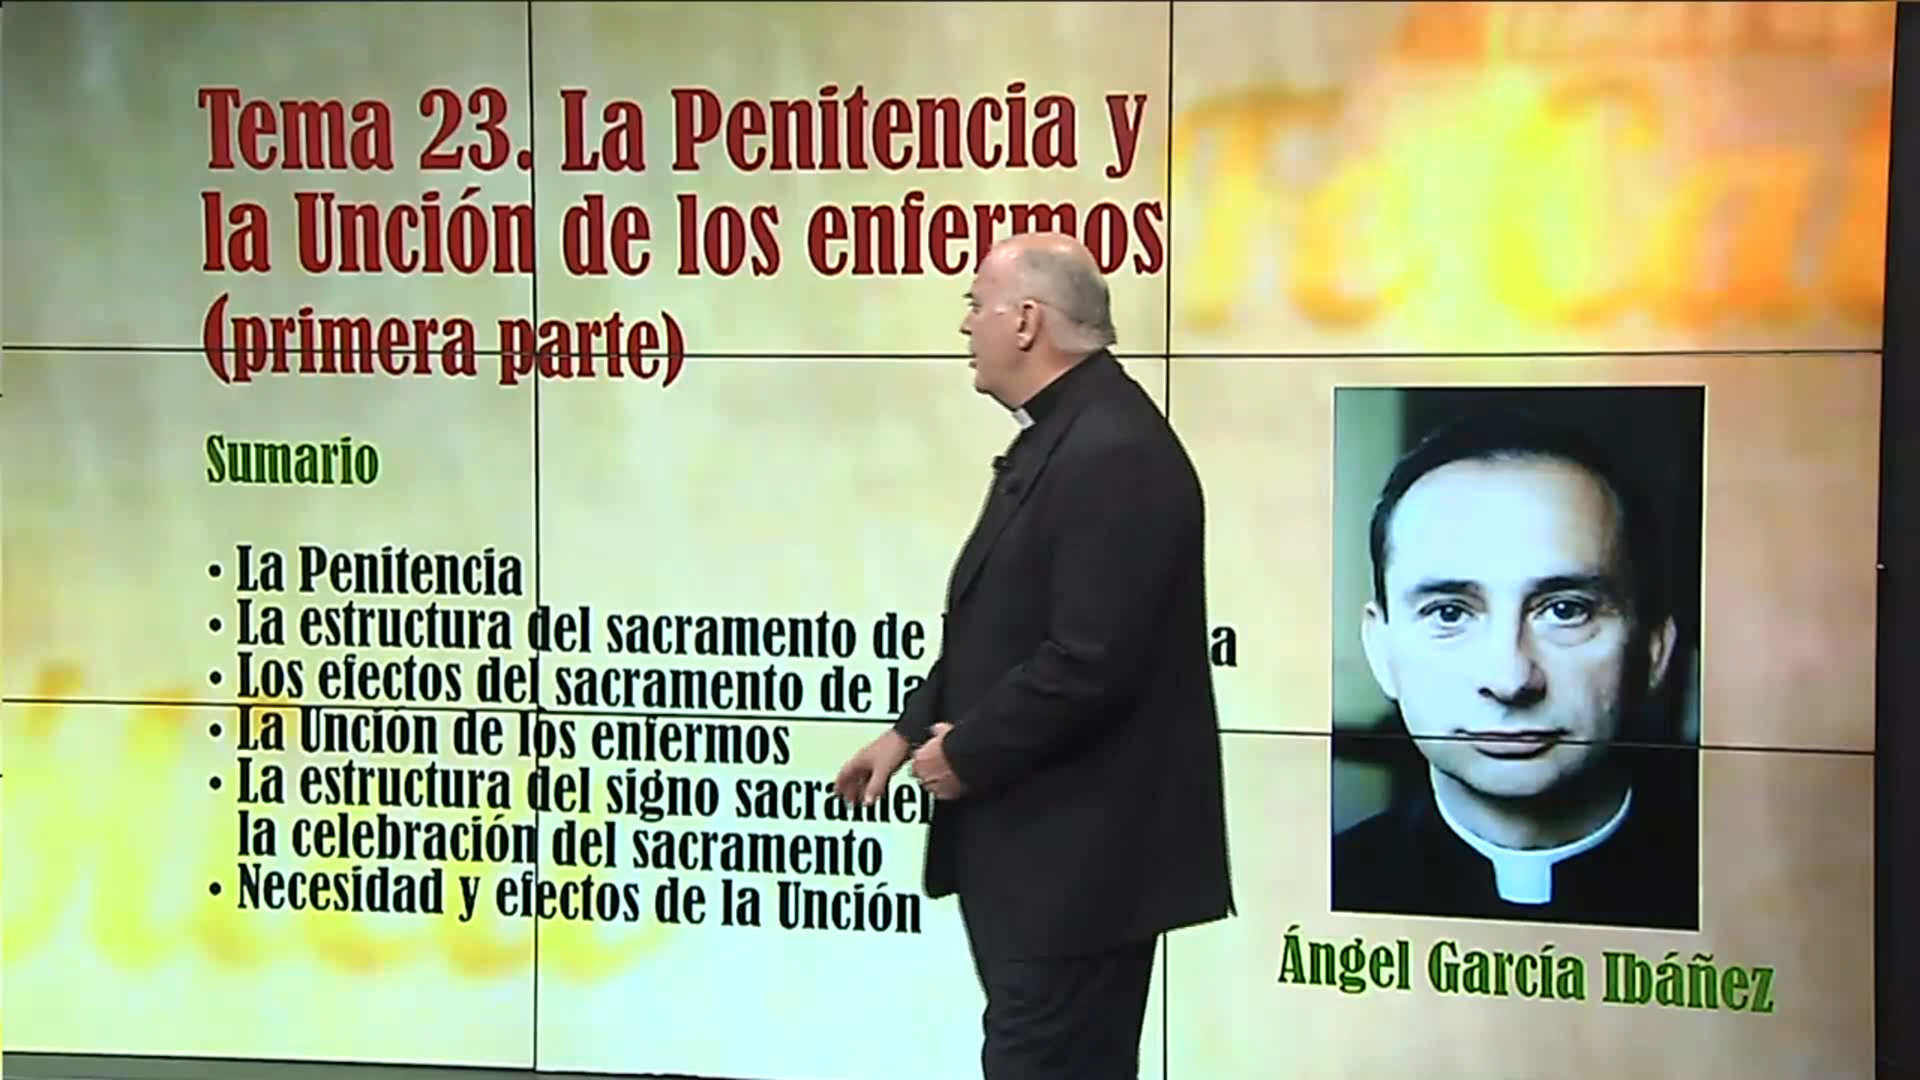 Tema 23. La Penitencia y
la Unción de los enfermos
(primera parte)
Sumario
• La Penitencia
• La estructura del sacramento de
• Los efectos del sacramento de la
• La Unción de los enfermos
• La estructura del signo
la celebración del sacramento
• Necesidad y efectos de la Unción
Ángel García Ibáñez